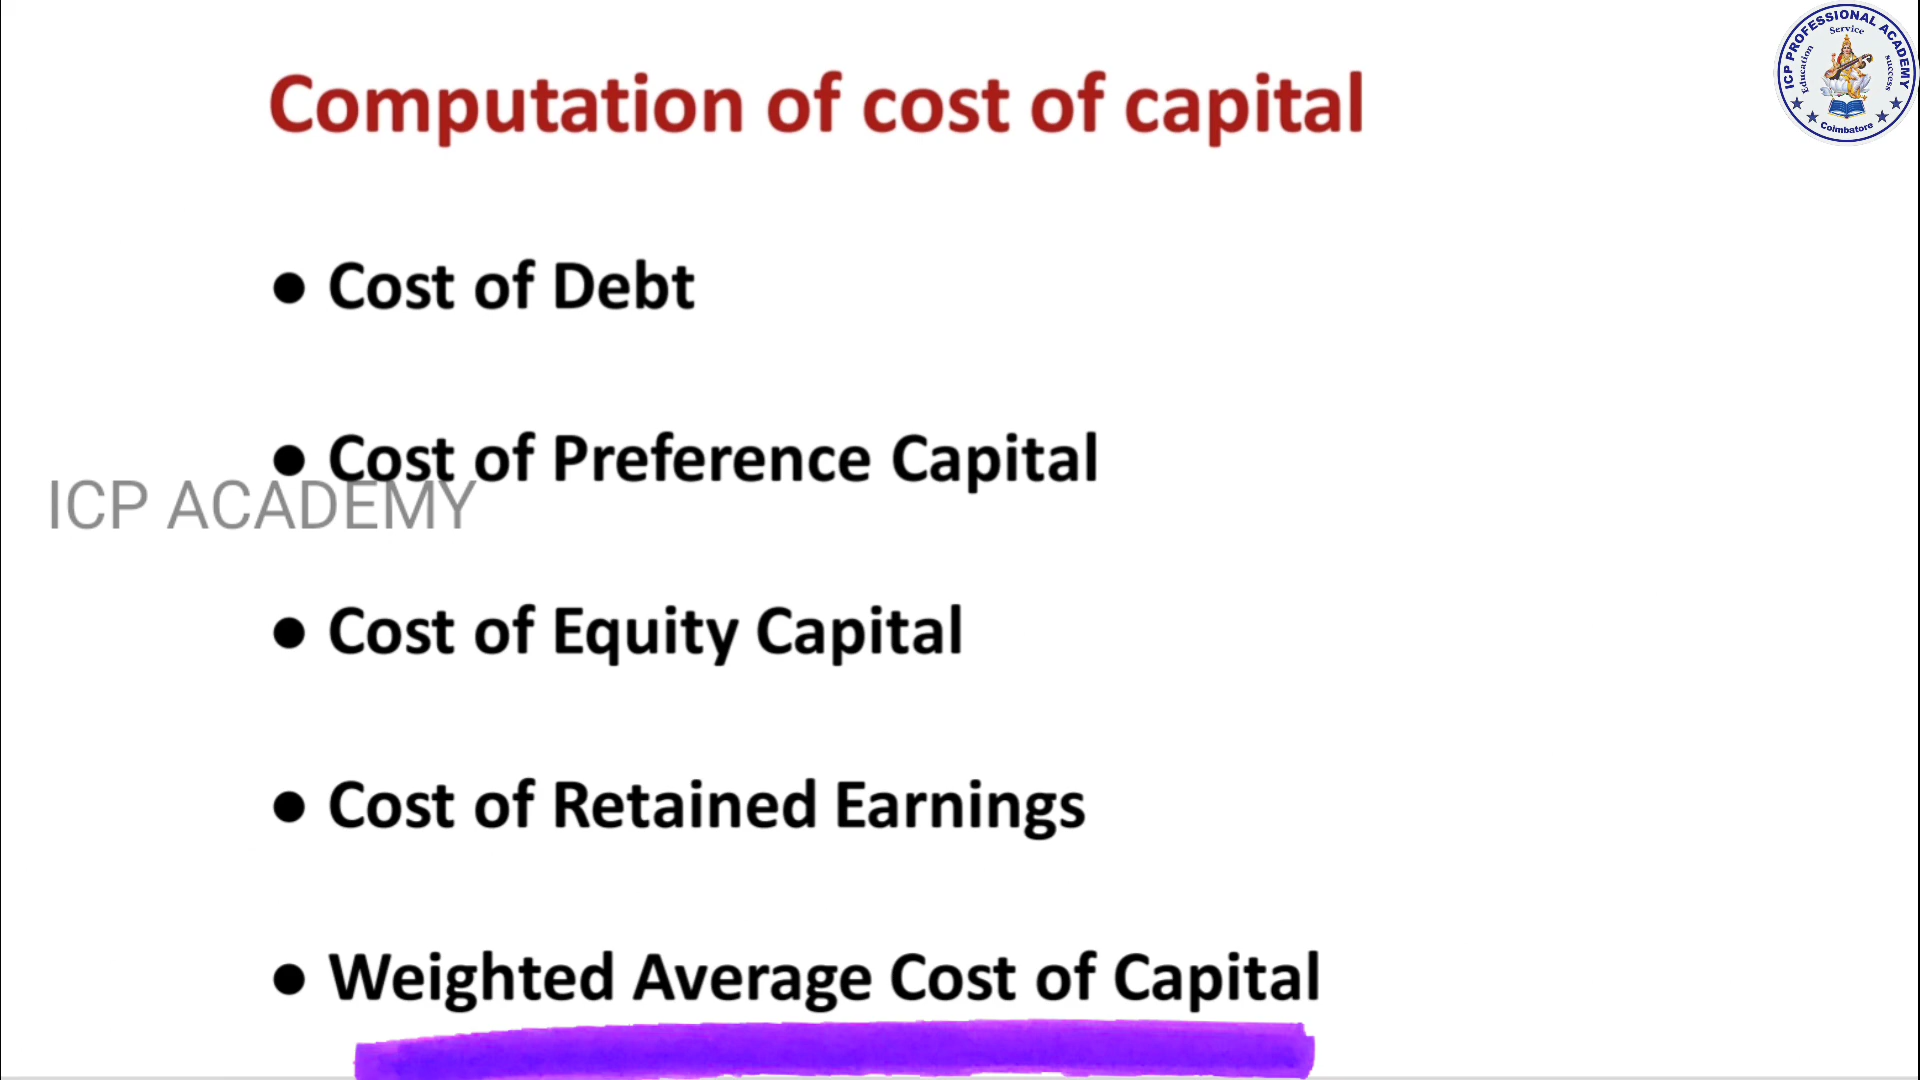 Computation of cost of capital
ICP PROFESSIONAL ACADEMY
Service
Education
success
Coimbatore
● Cost of Debt
● Cost of Preference Capital
ICP ACADEMY
● Cost of Equity Capital
● Cost of Retained Earnings
● Weighted Average Cost of Capital